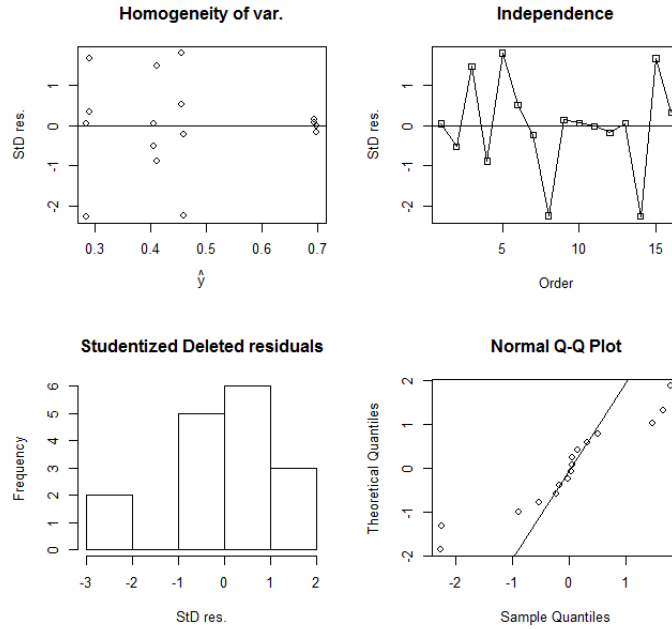 Homogeneity of var.
StD res.
1
0
-1
-2
0.3 0.4 0.5 0.6 0.7
ŷ
Independence
StD res.
1
0
-1
-2
5 10 15
Order
Studentized Deleted residuals
Frequency
6
5
4
3
2
1
0
-3 -2 -1 0 1 2
StD res.
Normal Q-Q Plot
Theoretical Quantiles
2
1
0
-1
-2
-2 -1 0 1
Sample Quantiles